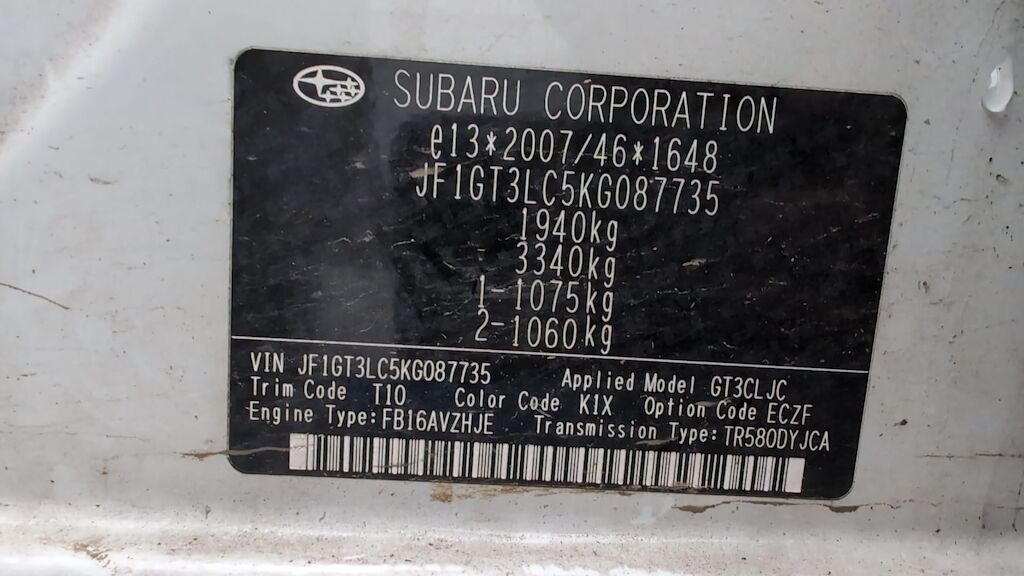 SUBARU CORPORATION
e13*2007/46*1648
JF1GT3LC5KG087735
1940kg
- 3340kg
1- 1075kg
2-1060kg
VIN JF1GT3LC5KG087735 Applied Model GT3CLJC
Trim Code T10 Color Code K1X Option Code ECZF
Engine Type:FB16AVZHJE Transmission Type:TR580DYJCA